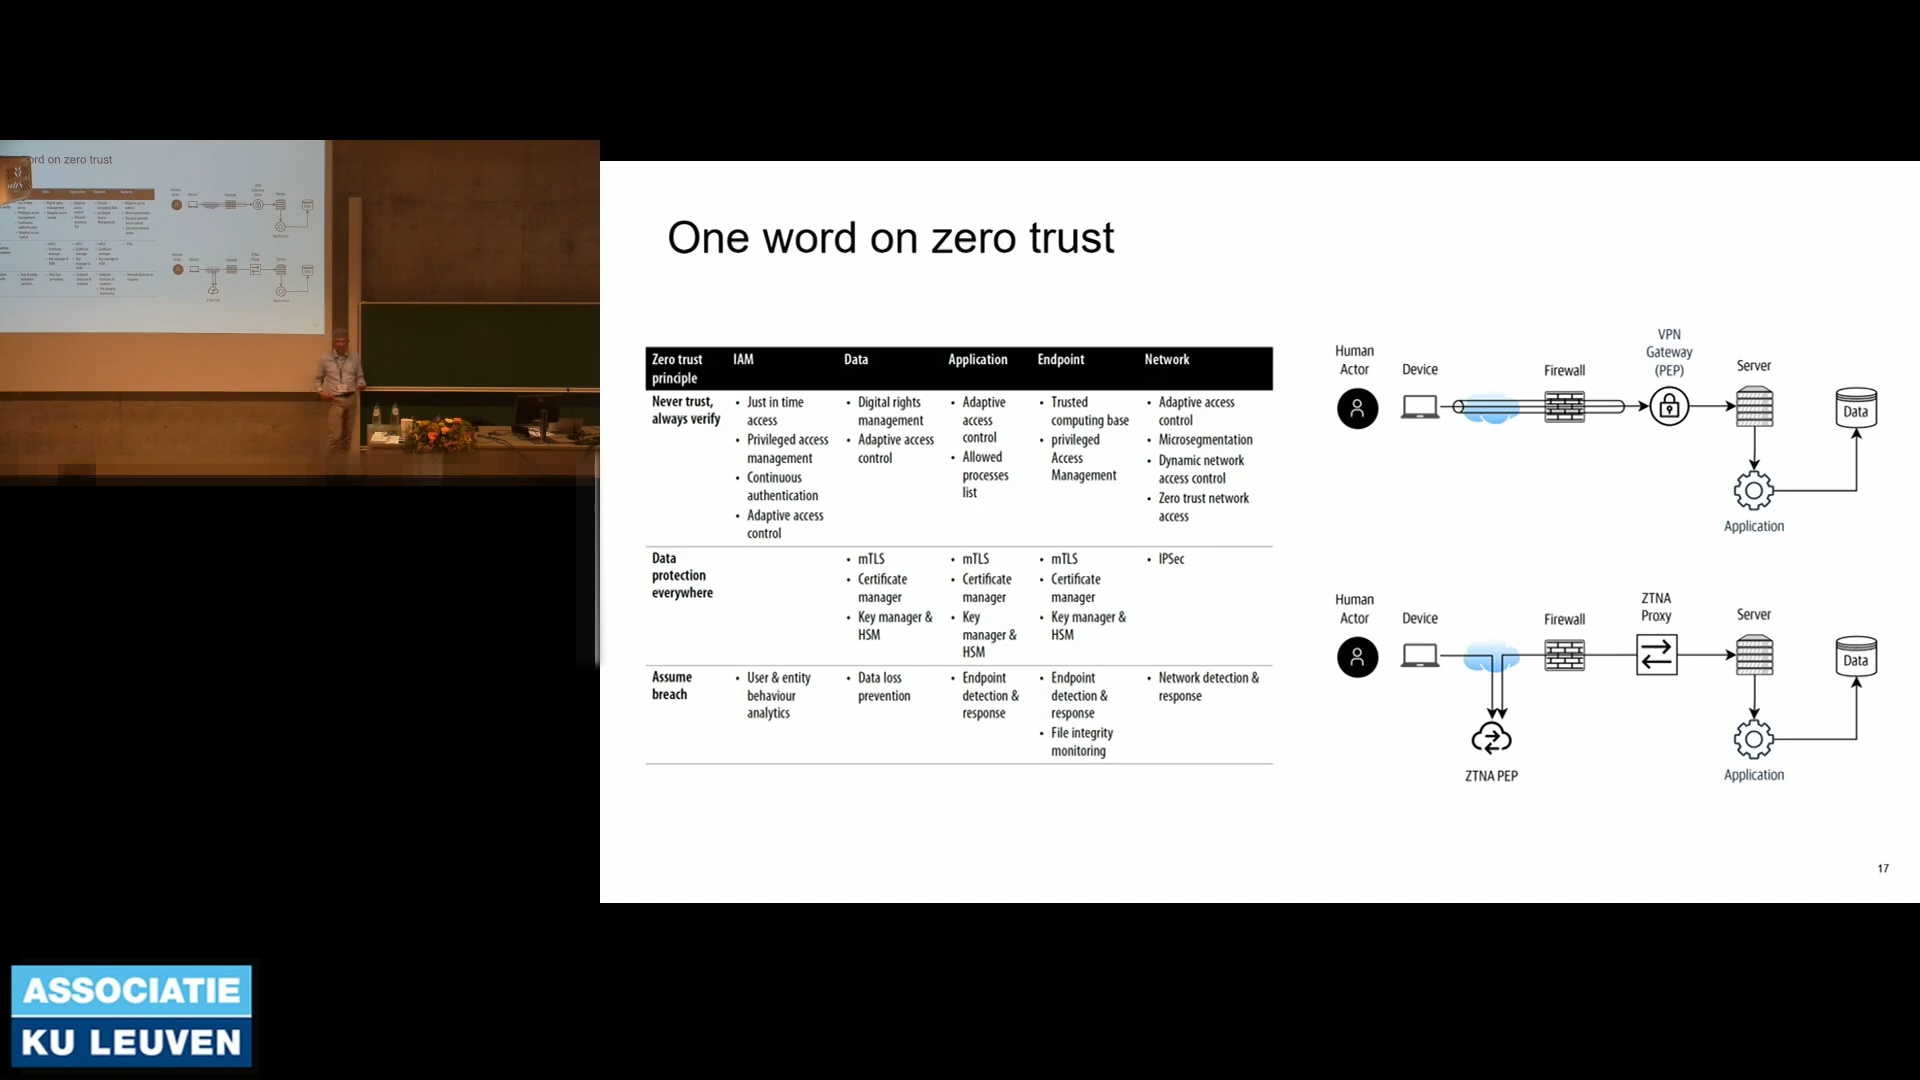 One word on zero trust
Zero trust principle
IAM
Data
Application
Endpoint
Network
Never trust, always verify
• Just in time access
• Privileged access management
• Continuous authentication
• Adaptive access control
• Digital rights management
• Adaptive access control
• Adaptive access control
• Allowed processes list
• Trusted computing base
• privileged Access Management
• Adaptive access control
• Microsegmentation
• Dynamic network access control
• Zero trust network access
Data protection everywhere
• mTLS
• Certificate manager
• Key manager & HSM
• mTLS
• Certificate manager
• Key manager & HSM
• mTLS
• Certificate manager
• Key manager & HSM
• IPSec
Assume breach
• User & entity behaviour analytics
• Data loss prevention
• Endpoint detection & response
• Endpoint detection & response
• File integrity monitoring
• Network detection & response
Human Actor
Device
Firewall
VPN Gateway (PEP)
Server
Data
Application
Human Actor
Device
Firewall
ZTNA Proxy
Server
Data
ZTNA PEP
Application
17
word on zero trust
ASSOCIATIE
KU LEUVEN